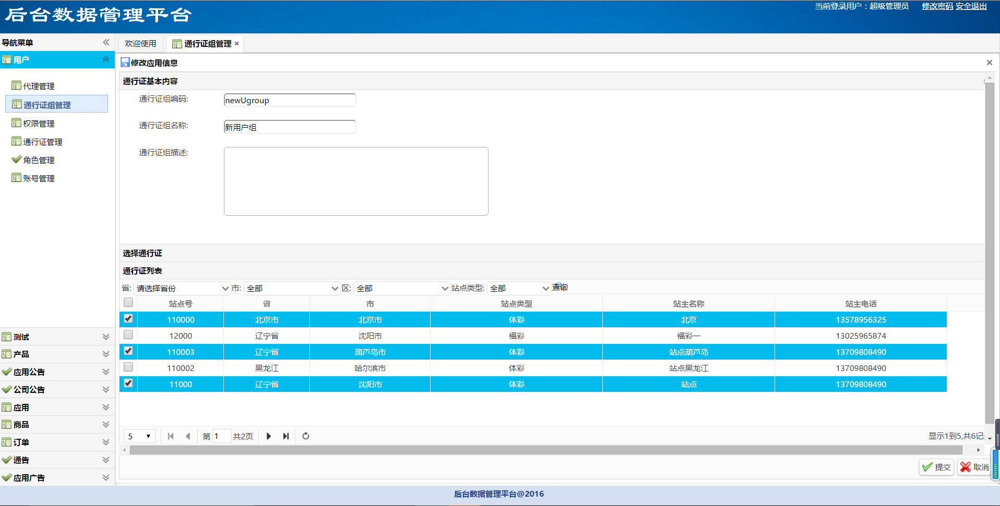 后台数据管理平台
当前登录用户：超级管理员 修改密码 安全退出
导航菜单
欢迎使用 通行证组管理
用户
代理管理
通行证组管理
权限管理
通行证管理
角色管理
账号管理
测试
产品
应用公告
公司公告
应用
商品
订单
通告
应用广告
修改应用信息
通行证基本内容
通行证组编码: newUgroup
通行证组名称: 新用户组
通行证组描述:
选择通行证
通行证列表
省: 请选择省份 市: 全部 区: 全部 站点类型: 全部 查询
站点号 省 市 站点类型 站主名称 站主电话
110000 北京市 北京市 体彩 北京 13578956325
12000 辽宁省 沈阳市 福彩 福彩一 13025965874
110003 辽宁省 葫芦岛市 体彩 站点葫芦岛 13709808490
110002 黑龙江 哈尔滨市 体彩 站点黑龙江 13709808490
11000 辽宁省 沈阳市 体彩 站点 13709808490
5 第 1 共2页 显示1到5,共6记
提交 取消
后台数据管理平台@2016